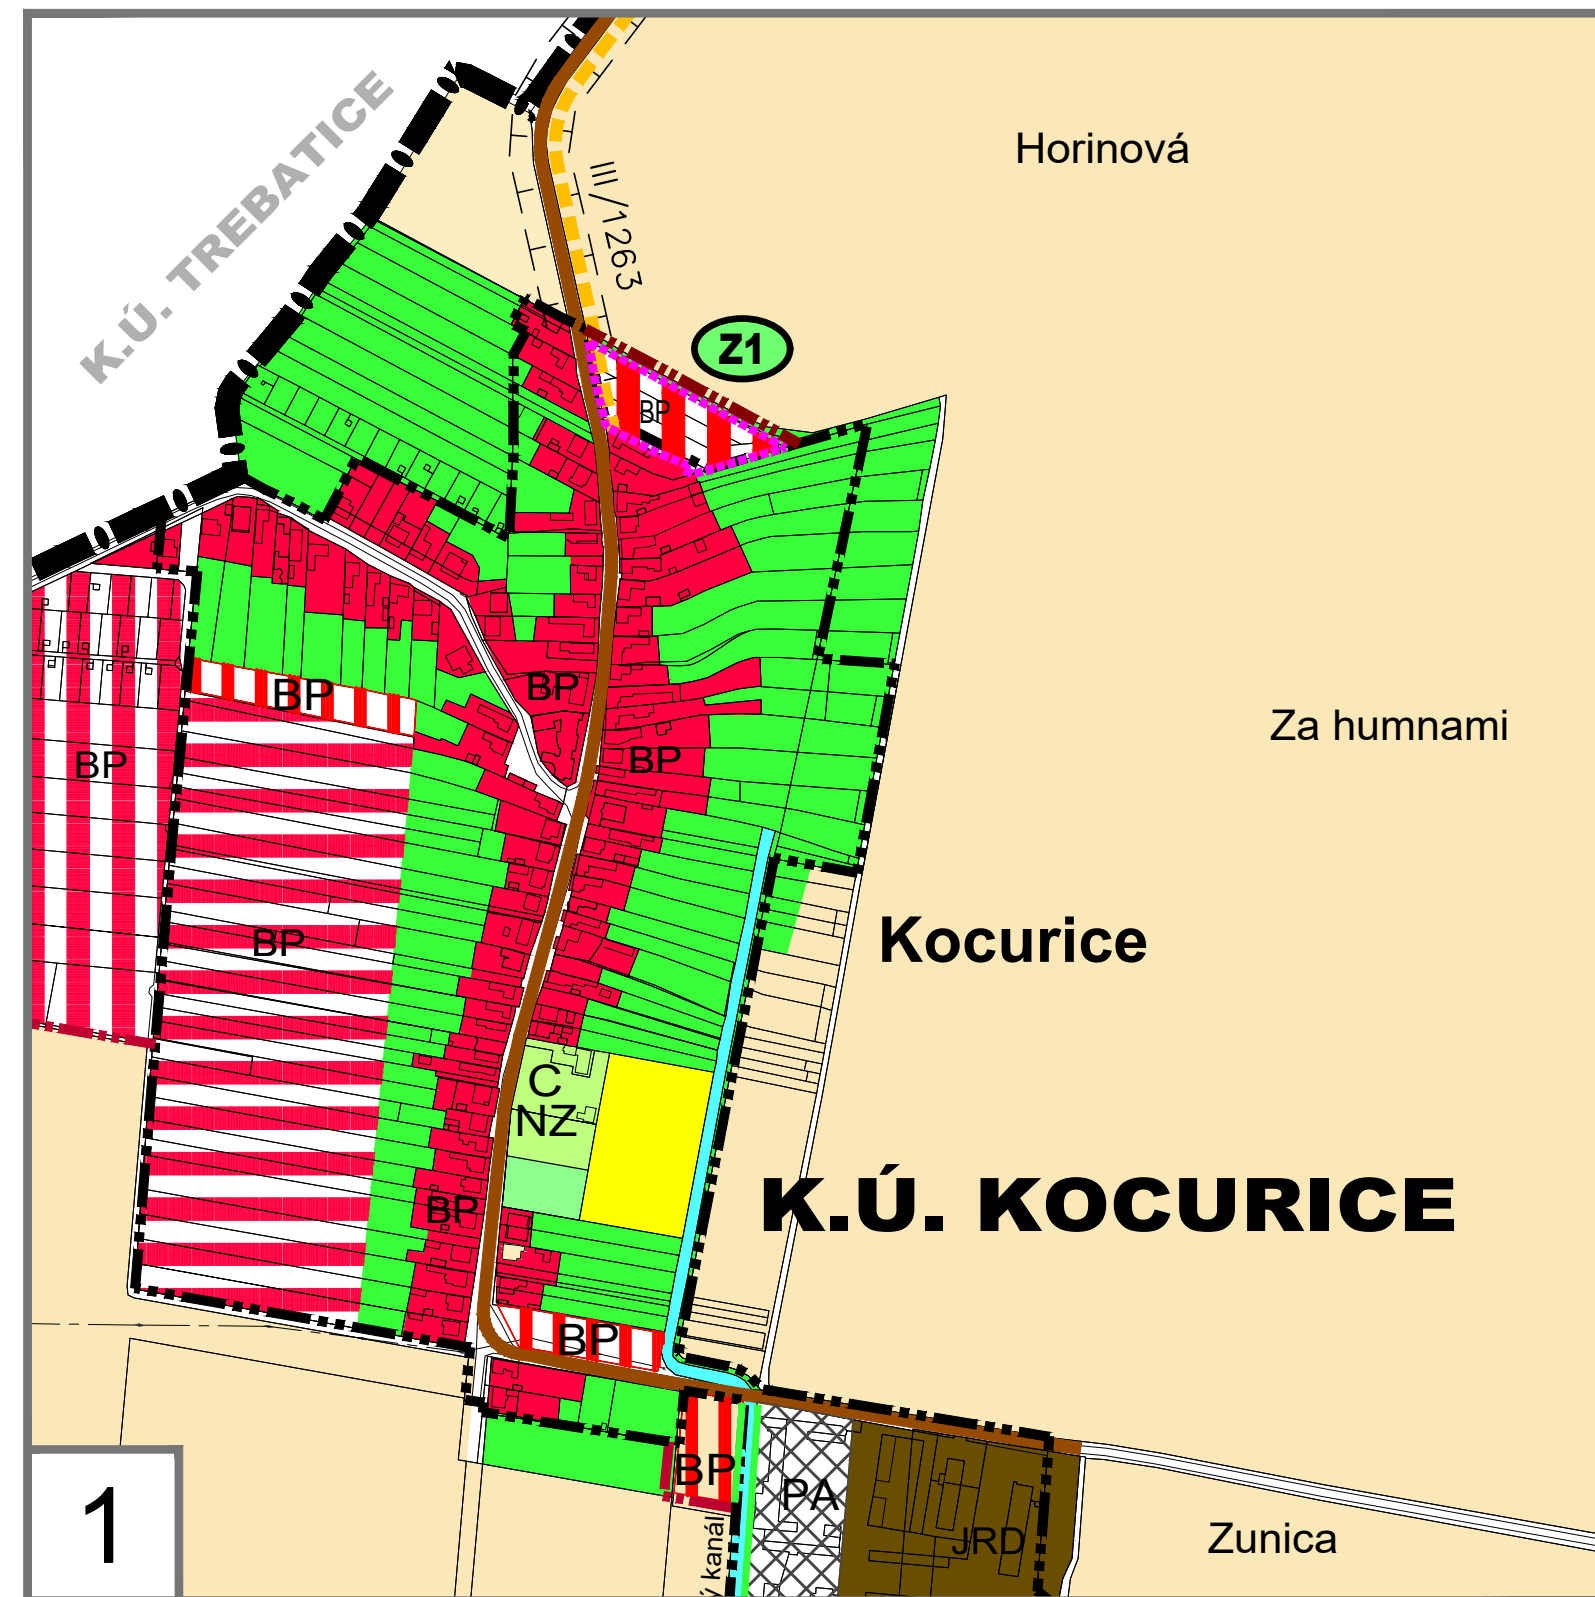 K.Ú. TREBATICE
Horinová
III/1263
Z1
BP
BP
BP
BP
BP
Za humnami
BP
Kocurice
C
NZ
K.Ú. KOCURICE
BP
BP
BP
PA
JRD
Zunica
ý kanál
1